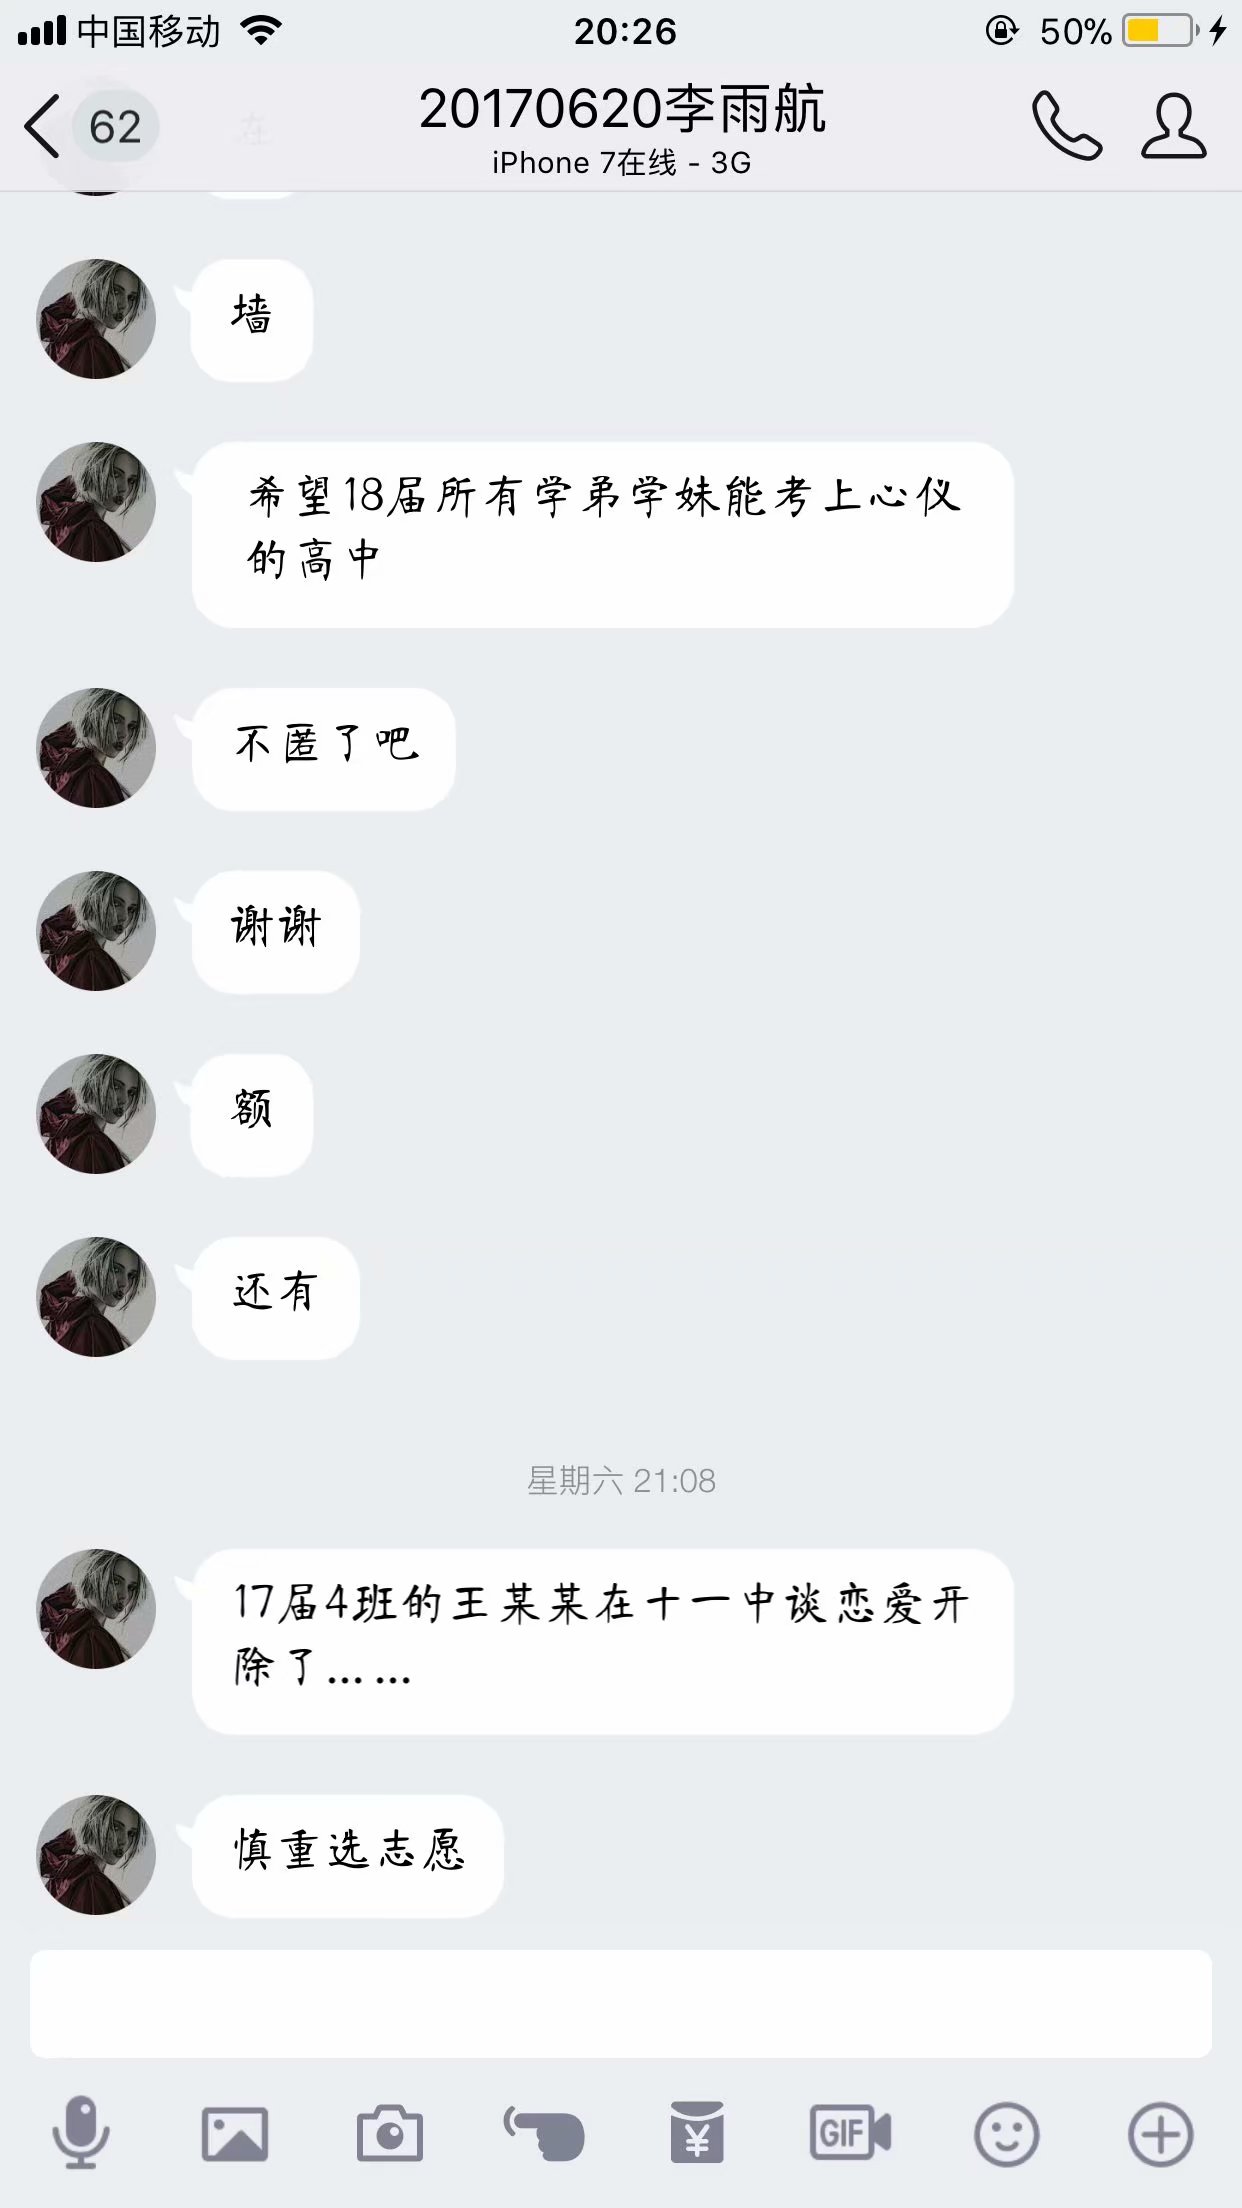 中国移动
20:26
50%
62
在
20170620李雨航
iPhone 7在线 - 3G
墙
希望18届所有学弟学妹能考上心仪
的高中
不匿了吧
谢谢
额
还有
星期六 21:08
17届4班的王某某在十一中谈恋爱开
除了... ...
慎重选志愿
GIF